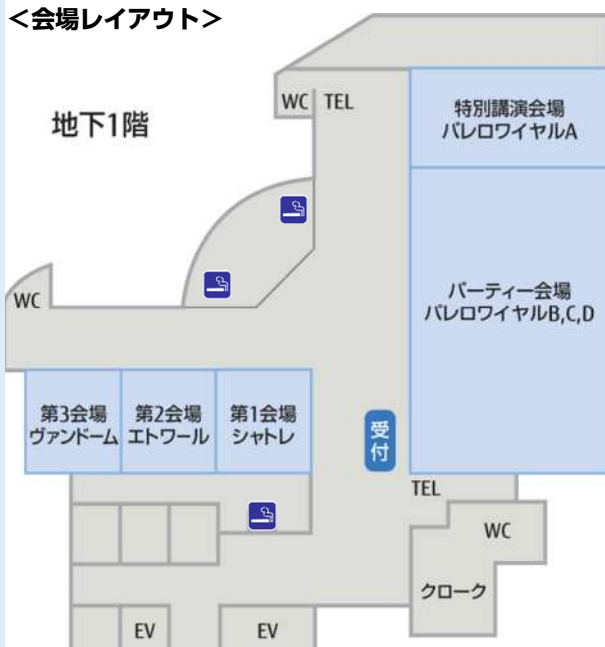 ＜会場レイアウト＞
地下1階
WC
TEL
特別講演会場
パレロワイヤルA
WC
パーティー会場
パレロワイヤルB,C,D
第3会場
ヴァンドーム
第2会場
エトワール
第1会場
シャトレ
受付
TEL
WC
クローク
EV
EV